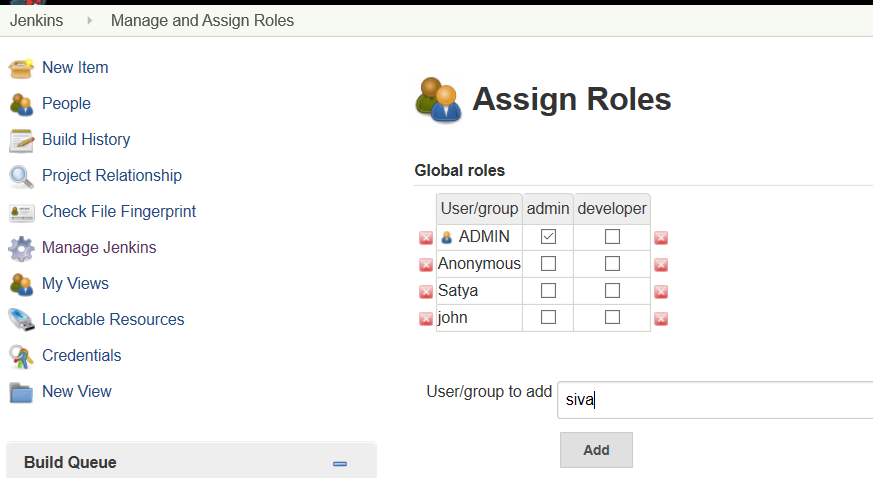 Jenkins Manage and Assign Roles
New Item
People
Build History
Project Relationship
Check File Fingerprint
Manage Jenkins
My Views
Lockable Resources
Credentials
New View
Build Queue
Assign Roles
Global roles
User/group admin developer
ADMIN
Anonymous
Satya
john
User/group to add siva
Add